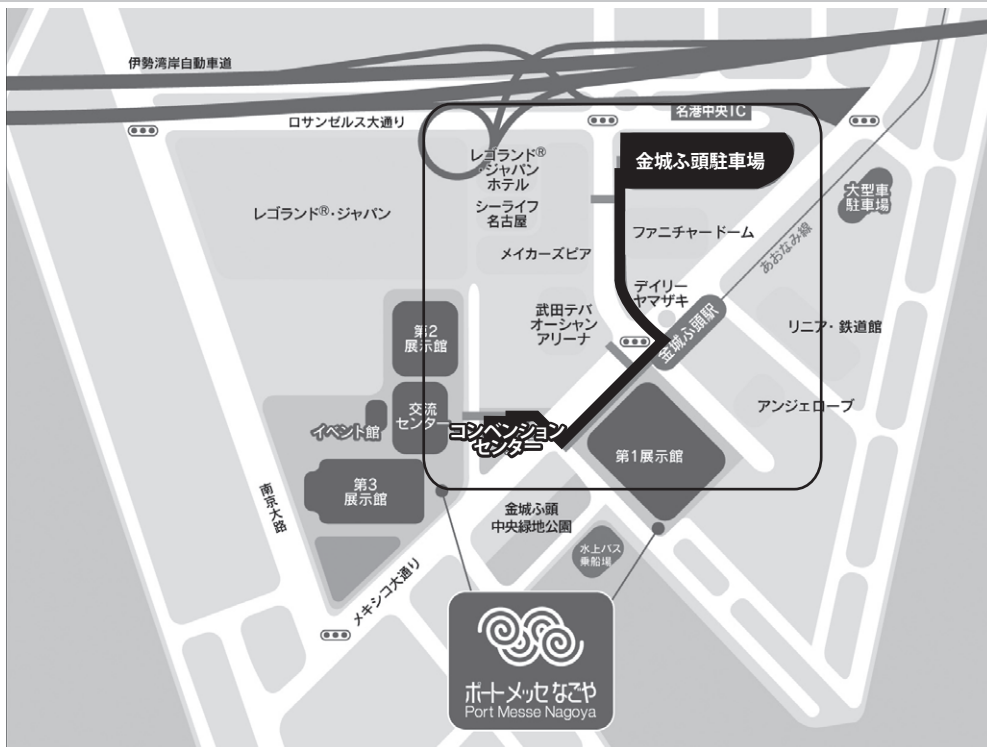 伊勢湾岸自動車道
ロサンゼルス大通り
名港中央IC
レゴランド®
・ジャパン
ホテル
金城ふ頭駐車場
大型車
駐車場
シーライフ
名古屋
レゴランド®・ジャパン
ファニチャードーム
あおなみ線
メイカーズピア
デイリー
ヤマザキ
武田テバ
オーシャン
アリーナ
金城ふ頭駅
リニア・鉄道館
第2
展示館
交流
センター
イベント館
コンベンション
センター
アンジェローブ
第1展示館
第3
展示館
南京大路
金城ふ頭
中央緑地公園
水上バス
乗船場
メキシコ大通り
ポートメッセなごや
Port Messe Nagoya